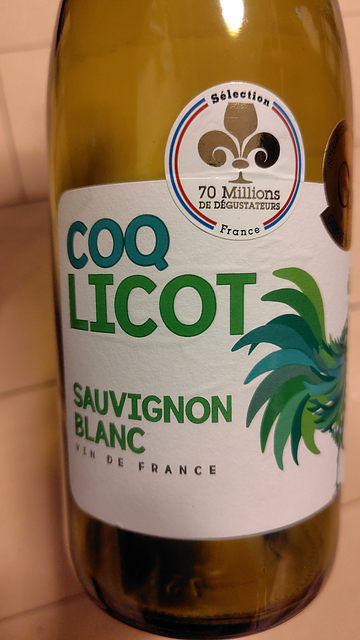 Sélection
70 Millions
DE DÉGUSTATEURS
France
COQ
LICOT
SAUVIGNON
BLANC
VIN DE FRANCE